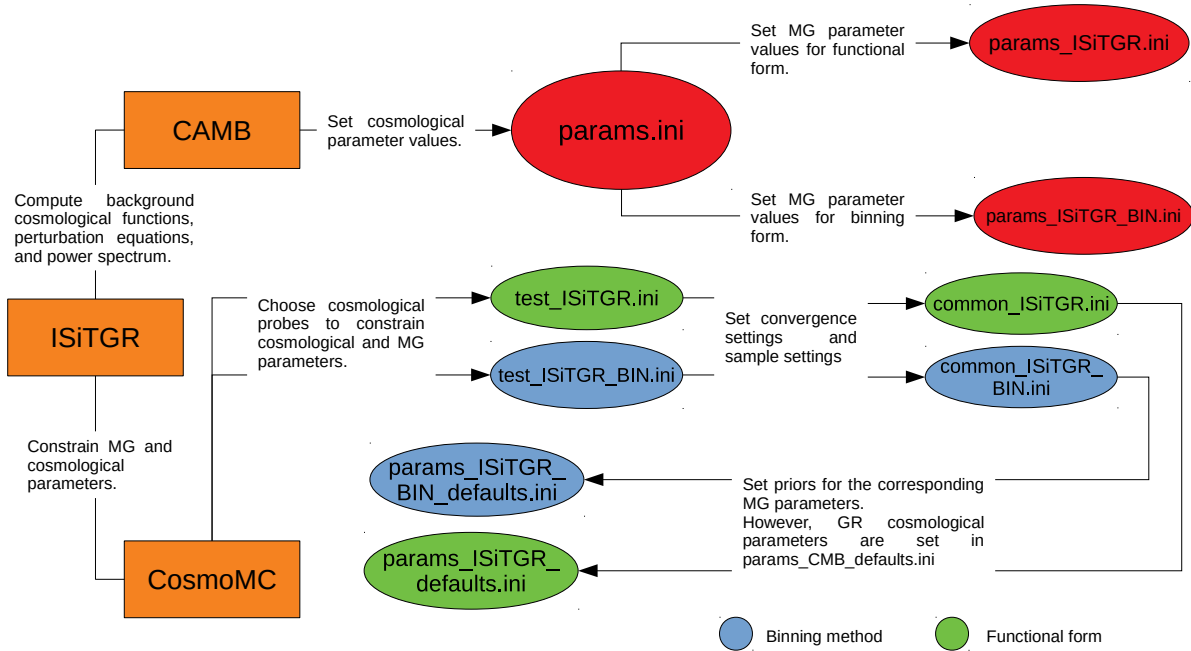 Set MG parameter
values for functional
form.
params_ISiTGR.ini
CAMB
Set cosmological
parameter values.
params.ini
Compute background
cosmological functions,
perturbation equations,
and power spectrum.
Set MG parameter
values for binning
form.
params_ISiTGR_BIN.ini
ISiTGR
Choose cosmological
probes to constrain
cosmological and MG
parameters.
test_ISiTGR.ini
test_ISiTGR_BIN.ini
Set convergence
settings and
sample settings
common_ISiTGR.ini
common_ISiTGR_
BIN.ini
Constrain MG and
cosmological
parameters.
params_ISiTGR_
BIN_defaults.ini
Set priors for the corresponding
MG parameters.
However, GR cosmological
parameters are set in
params_CMB_defaults.ini
CosmoMC
params_ISiTGR_
defaults.ini
Binning method
Functional form